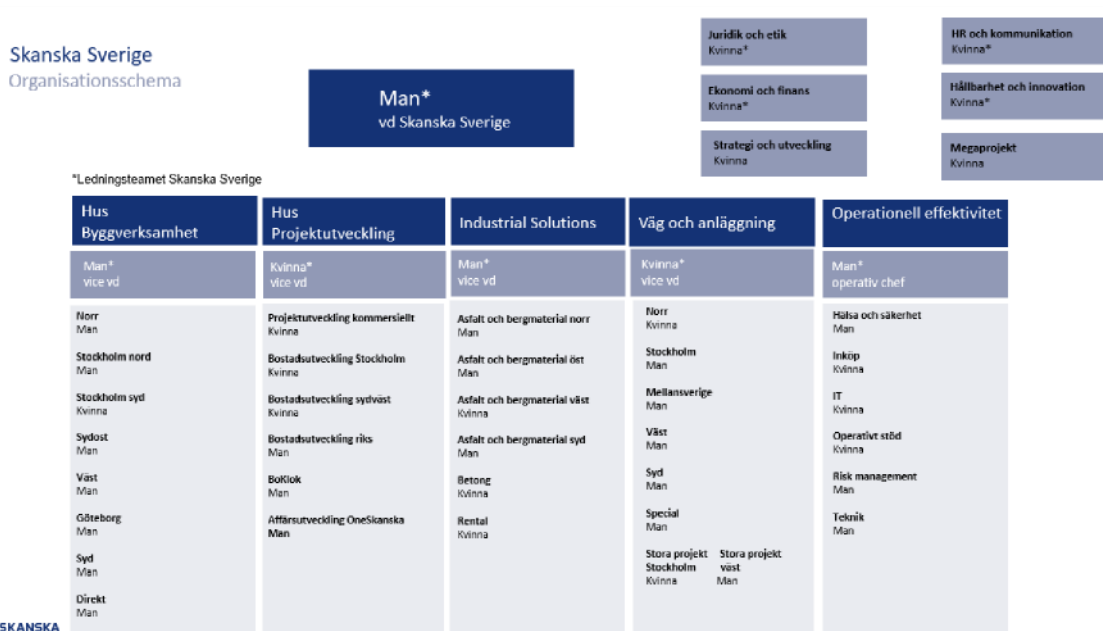 Skanska Sverige
Organisationsschema
Man*
vd Skanska Sverige
Juridik och etik
Kvinna*
Ekonomi och finans
Kvinna*
Strategi och utveckling
Kvinna
HR och kommunikation
Kvinna*
Hållbarhet och innovation
Kvinna*
Megaprojekt
Kvinna
*Ledningsteamet Skanska Sverige
Hus
Byggverksamhet
Man*
vice vd
Norr
Man
Stockholm nord
Man
Stockholm syd
Kvinna
Sydost
Man
Väst
Man
Göteborg
Man
Syd
Man
Direkt
Man
Hus
Projektutveckling
Kvinna*
vice vd
Projektutveckling kommersiellt
Kvinna
Bostadsutveckling Stockholm
Kvinna
Bostadsutveckling sydväst
Kvinna
Bostadsutveckling riks
Man
BoKlok
Man
Affärsutveckling OneSkanska
Man
Industrial Solutions
Man*
vice vd
Asfalt och bergmaterial norr
Man
Asfalt och bergmaterial öst
Man
Asfalt och bergmaterial väst
Kvinna
Asfalt och bergmaterial syd
Man
Betong
Kvinna
Rental
Kvinna
Väg och anläggning
Kvinna*
vice vd
Norr
Kvinna
Stockholm
Man
Mellansverige
Man
Väst
Man
Syd
Man
Special
Man
Stora projekt Stora projekt
Stockholm väst
Kvinna Man
Operationell effektivitet
Man*
operativ chef
Hälsa och säkerhet
Man
Inköp
Kvinna
IT
Kvinna
Operativt stöd
Kvinna
Risk management
Man
Teknik
Man
SKANSKA